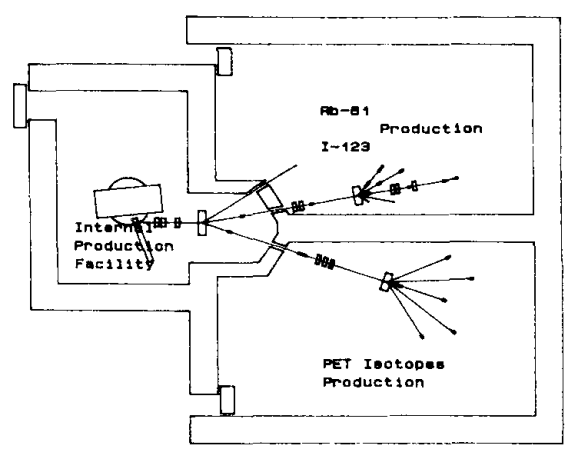 Rb-81
Production
I-123
Internal
Production
Facility
PET Isotopes
Production